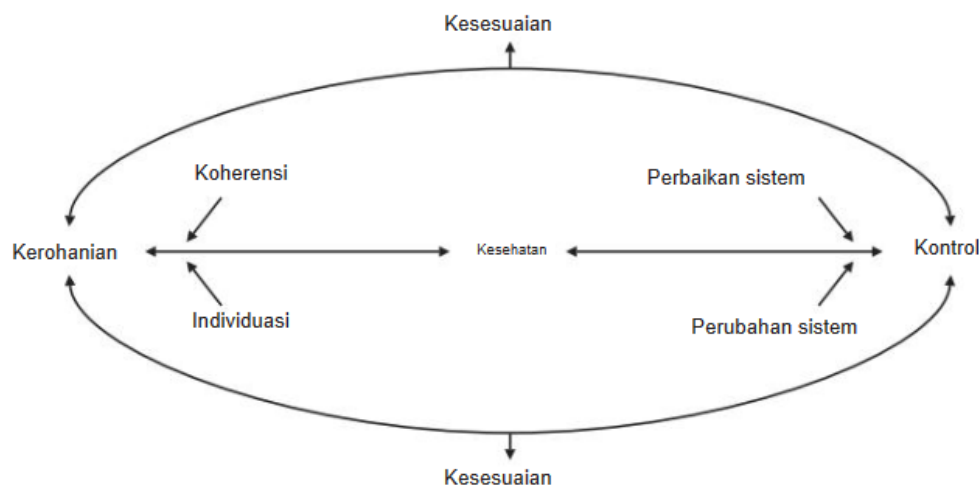 Kesesuaian
Koherensi
Perbaikan sistem
Kerohanian
Kesehatan
Kontrol
Individuasi
Perubahan sistem
Kesesuaian